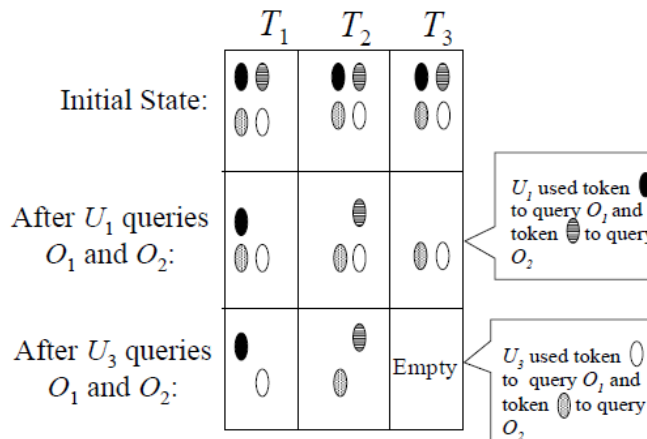 T1 T2 T3
Initial State:
U1 used token
to query O1 and
token to query
O2
After U1 queries
O1 and O2:
After U3 queries
O1 and O2:
Empty
U3 used token
to query O1 and
token to query
O2